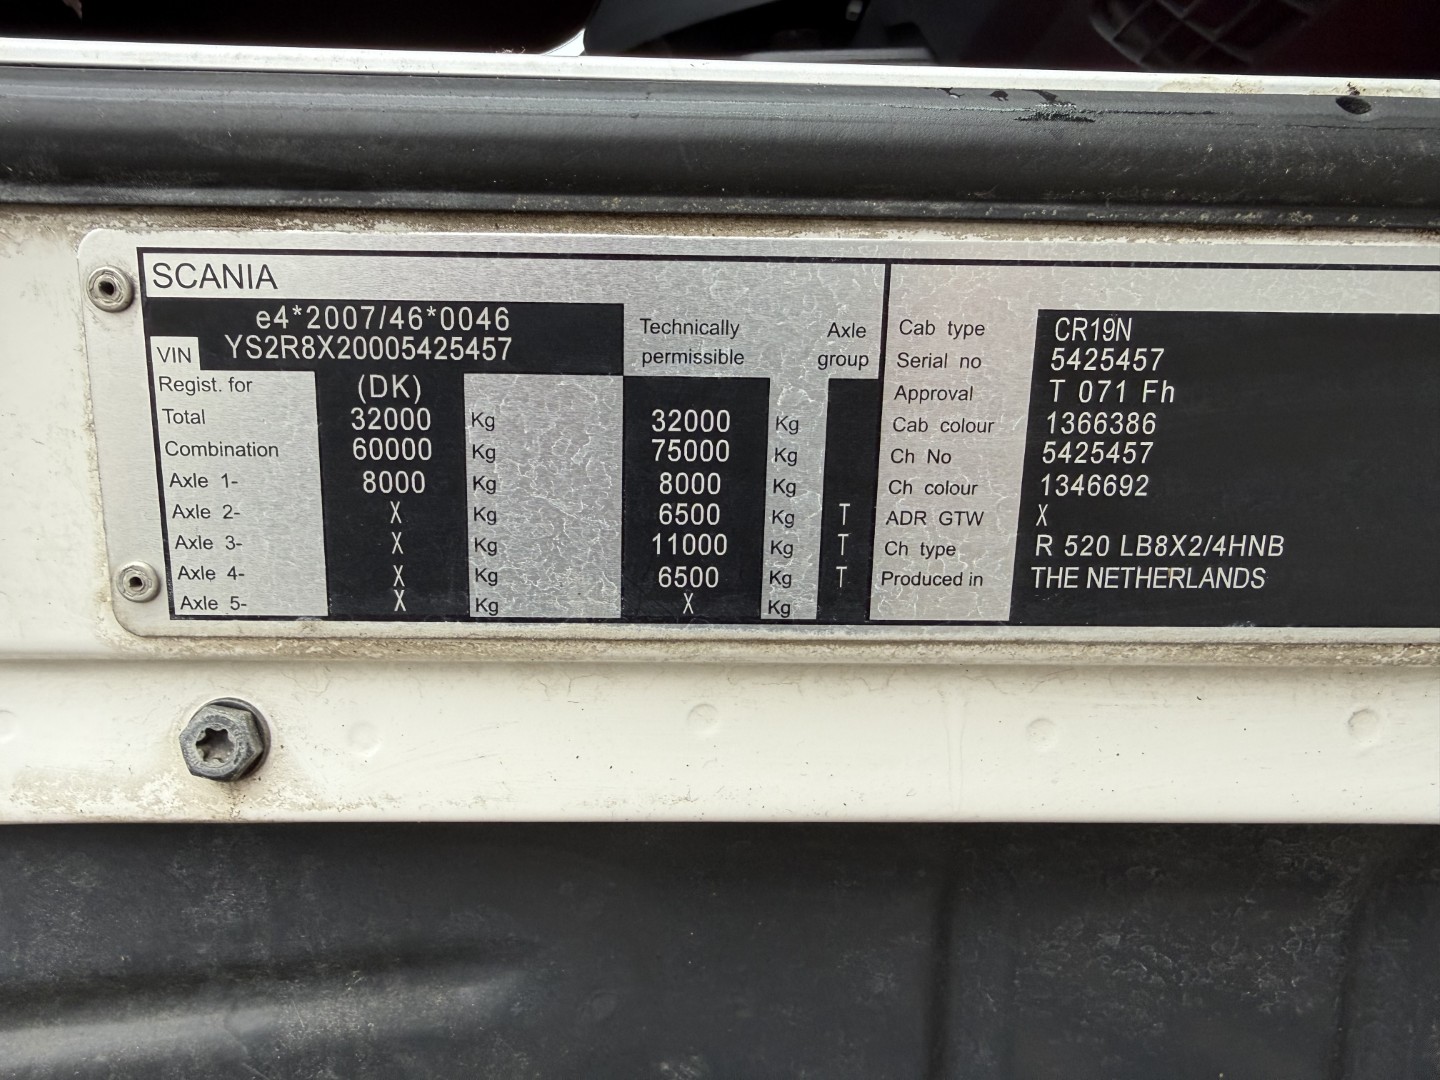 SCANIA
e4*2007/46*0046
VIN YS2R8X20005425457
Technically permissible
Axle group
Regist. for (DK)
Total 32000 Kg 32000 Kg
Combination 60000 Kg 75000 Kg
Axle 1- 8000 Kg 8000 Kg
Axle 2- X Kg 6500 Kg T
Axle 3- X Kg 11000 Kg T
Axle 4- X Kg 6500 Kg T
Axle 5- X Kg X Kg
Cab type CR19N
Serial no 5425457
Approval T 071 Fh
Cab colour 1366386
Ch No 5425457
Ch colour 1346692
ADR GTW X
Ch type R 520 LB8X2/4HNB
Produced in THE NETHERLANDS